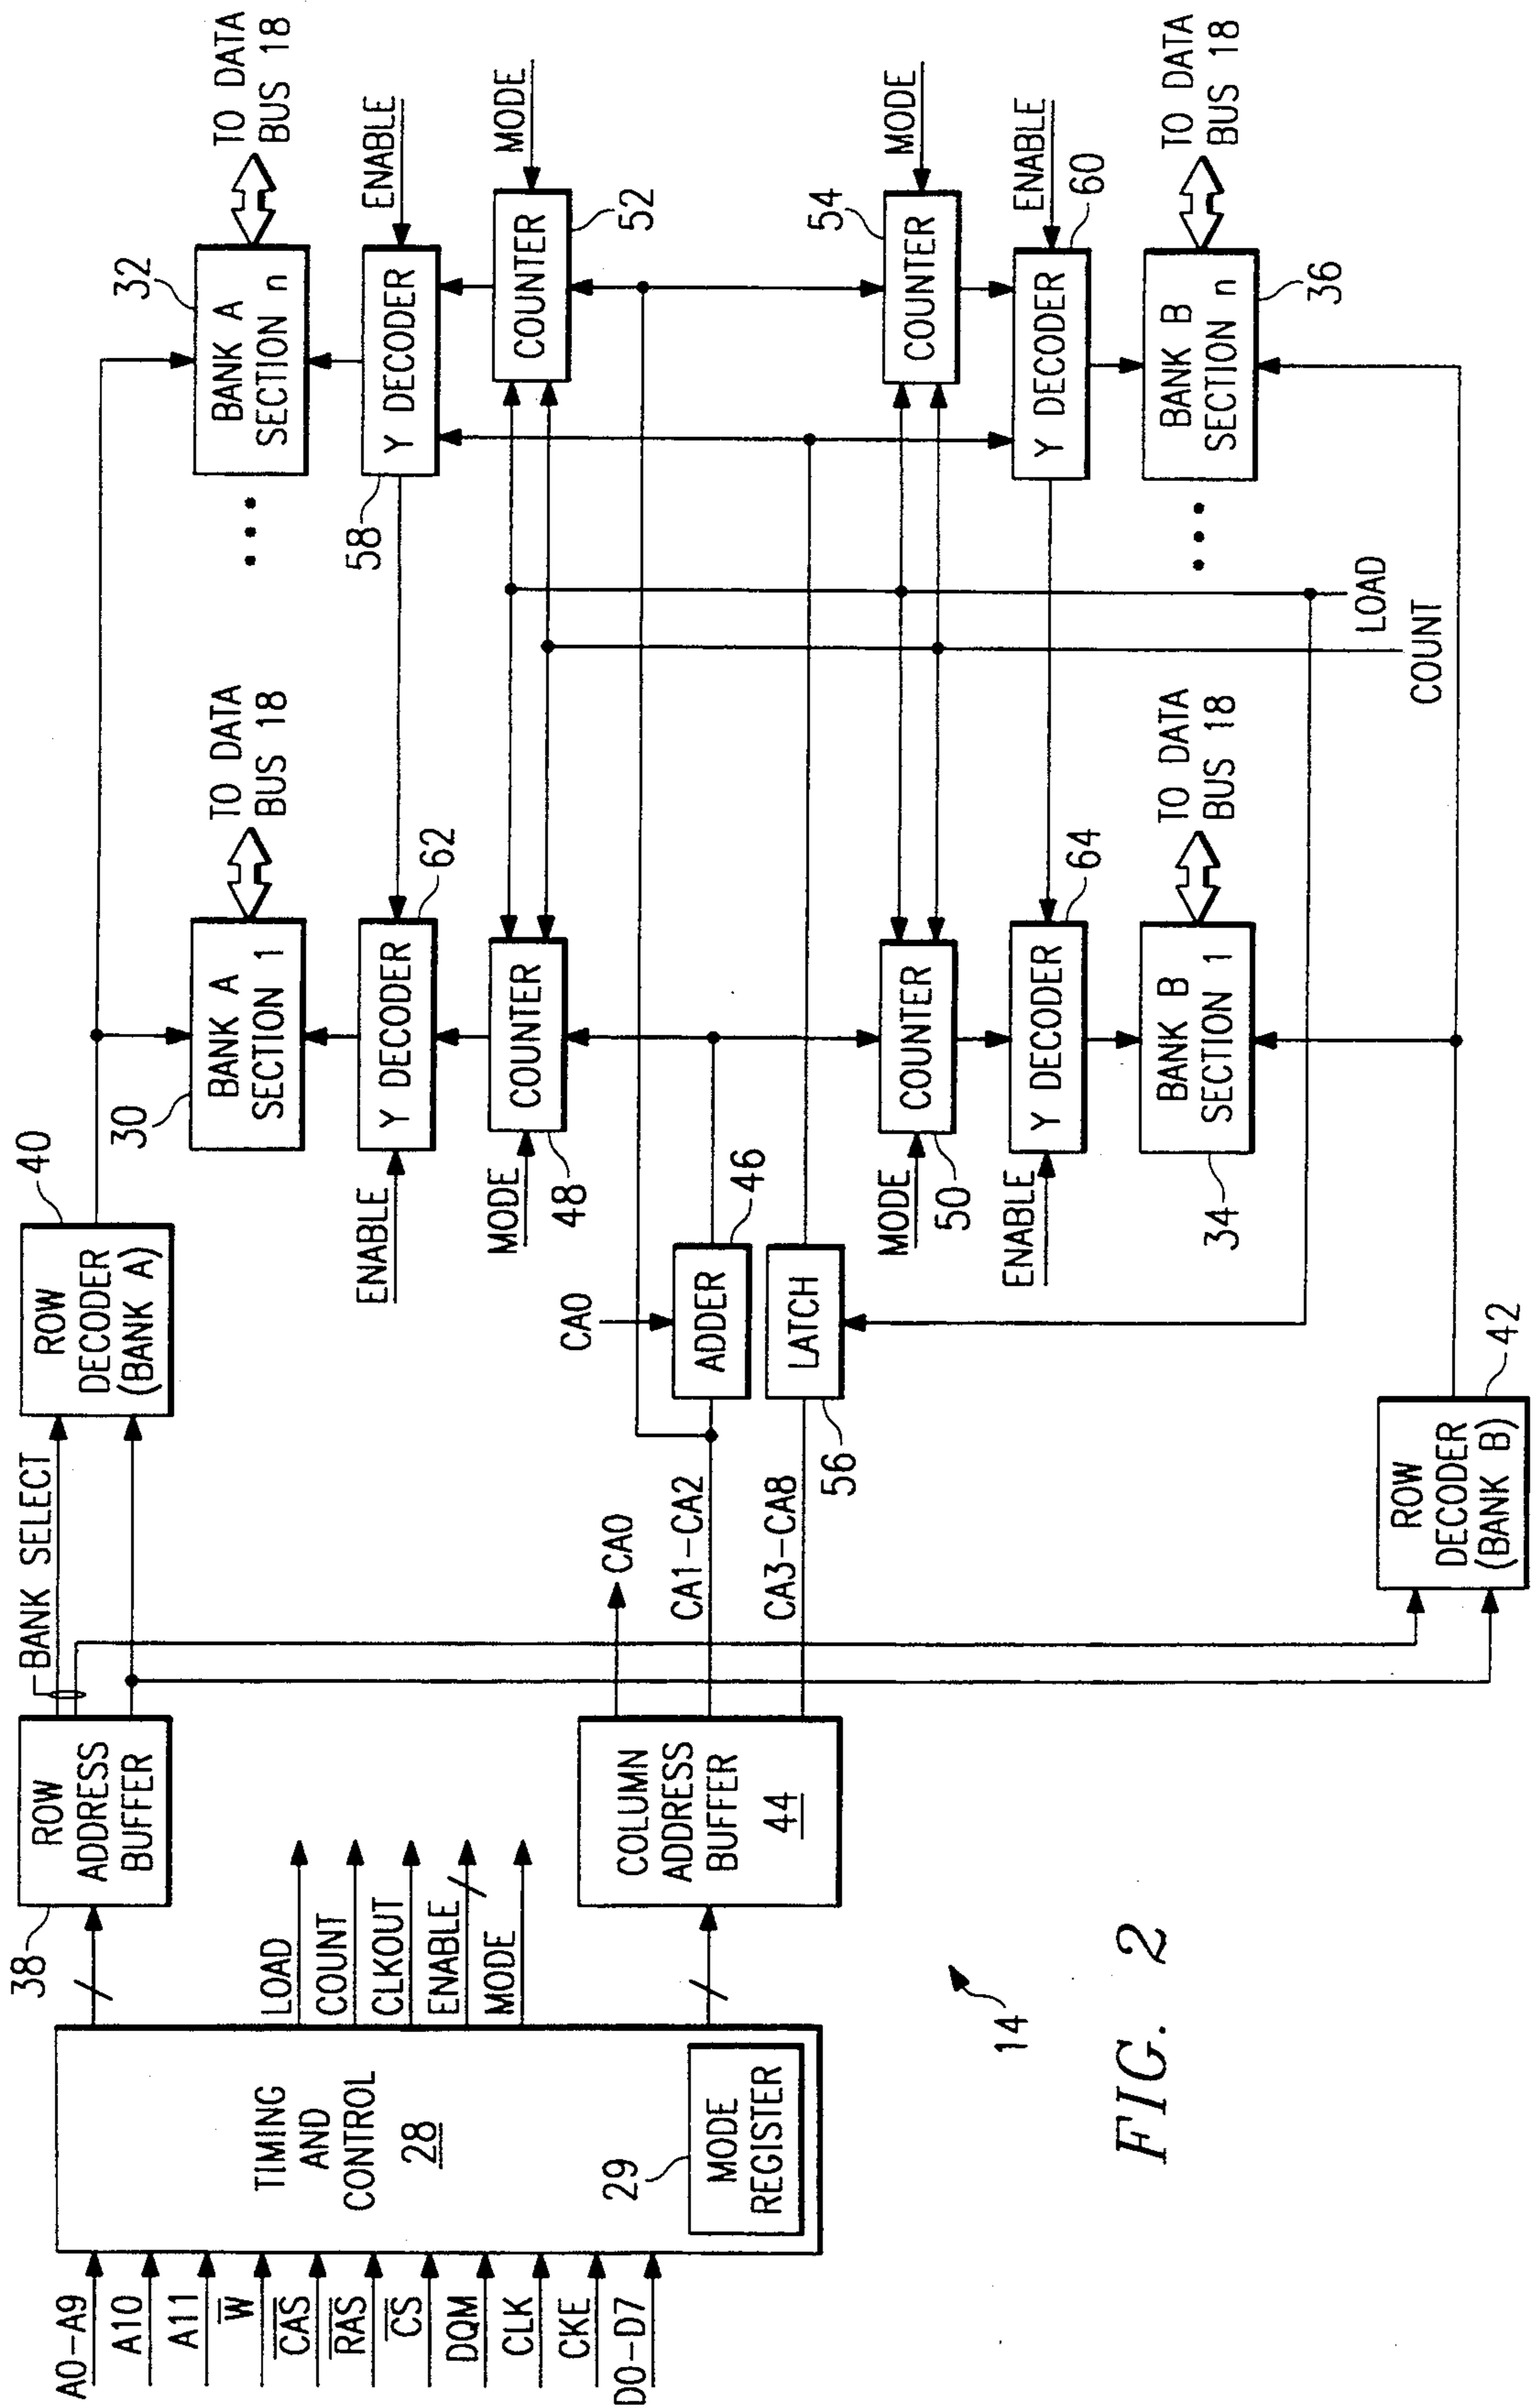 A0-A9
A10
A11
W̅
C̅A̅S̅
R̅A̅S̅
C̅S̅
DQM
CLK
CKE
D0-D7
TIMING
AND
CONTROL
28
29
MODE
REGISTER
LOAD
COUNT
CLKOUT
ENABLE
MODE
38
ROW
ADDRESS
BUFFER
BANK SELECT
COLUMN
ADDRESS
BUFFER
44
CA0
CA1-CA2
CA3-CA8
40
ROW
DECODER
(BANK A)
ROW
DECODER
(BANK B)
42
CA0
ADDER
46
LATCH
56
30
BANK A
SECTION 1
TO DATA
BUS 18
ENABLE
Y DECODER
62
MODE
COUNTER
48
MODE
COUNTER
50
ENABLE
Y DECODER
64
34
BANK B
SECTION 1
TO DATA
BUS 18
32
BANK A
SECTION n
TO DATA
BUS 18
58
Y DECODER
ENABLE
COUNTER
52
MODE
54
COUNTER
MODE
Y DECODER
60
ENABLE
BANK B
SECTION n
36
TO DATA
BUS 18
LOAD
COUNT
14
FIG. 2